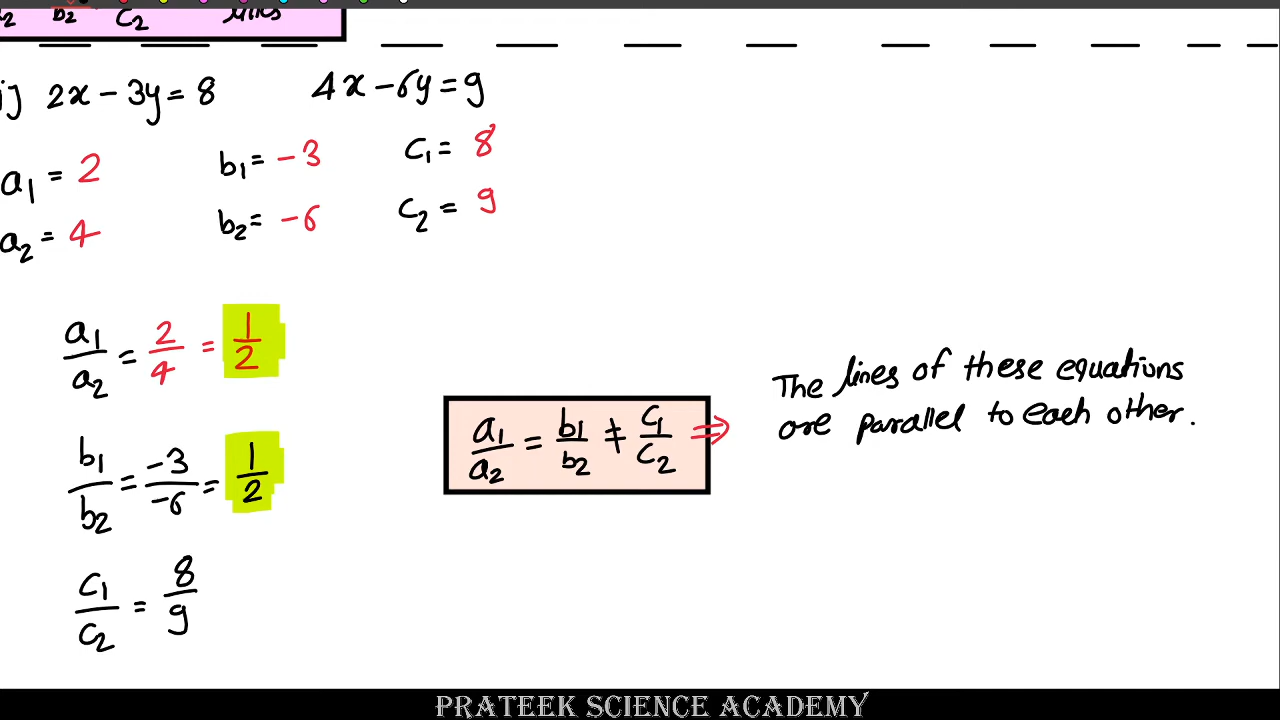 b2 C2 lines
i] 2x - 3y = 8 4x - 6y = 9
a1 = 2 b1 = -3 C1 = 8
a2 = 4 b2 = -6 C2 = 9
a1/a2 = 2/4 = 1/2
b1/b2 = -3/-6 = 1/2
C1/C2 = 8/9
a1/a2 = b1/b2 ≠ C1/C2 ⇒
The lines of these equations
are parallel to each other.
PRATEEK SCIENCE ACADEMY